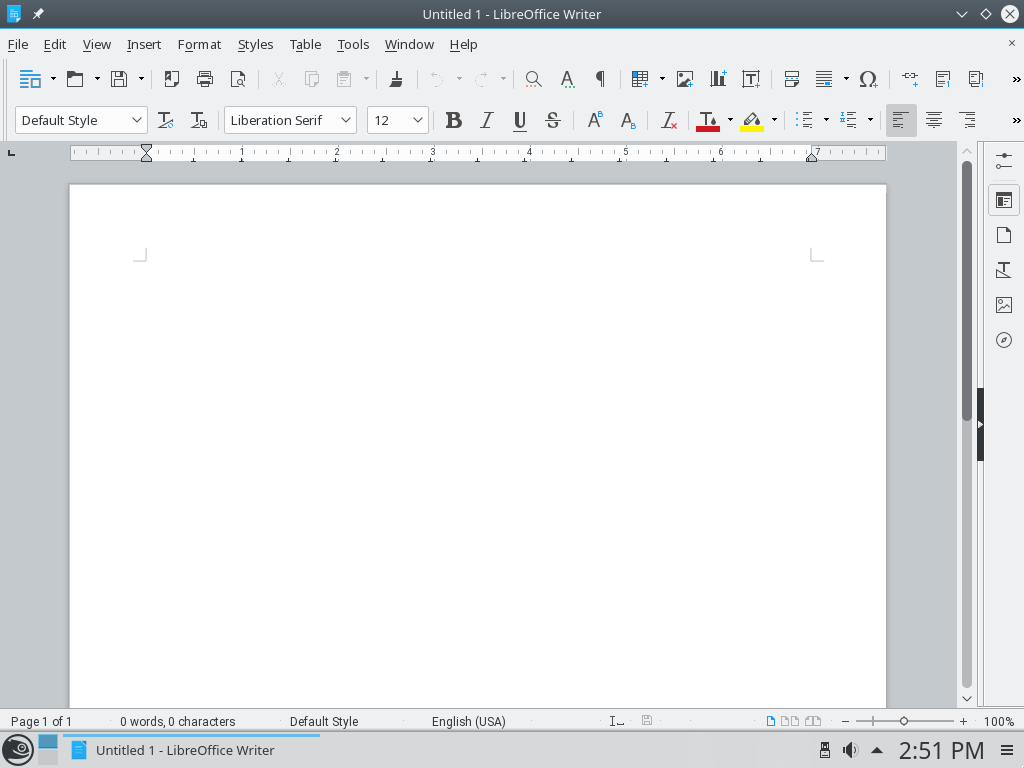 Untitled 1 - LibreOffice Writer
File Edit View Insert Format Styles Table Tools Window Help
Default Style Liberation Serif 12
1 2 3 4 5 6 7
Page 1 of 1 0 words, 0 characters Default Style English (USA) 100%
Untitled 1 - LibreOffice Writer 2:51 PM